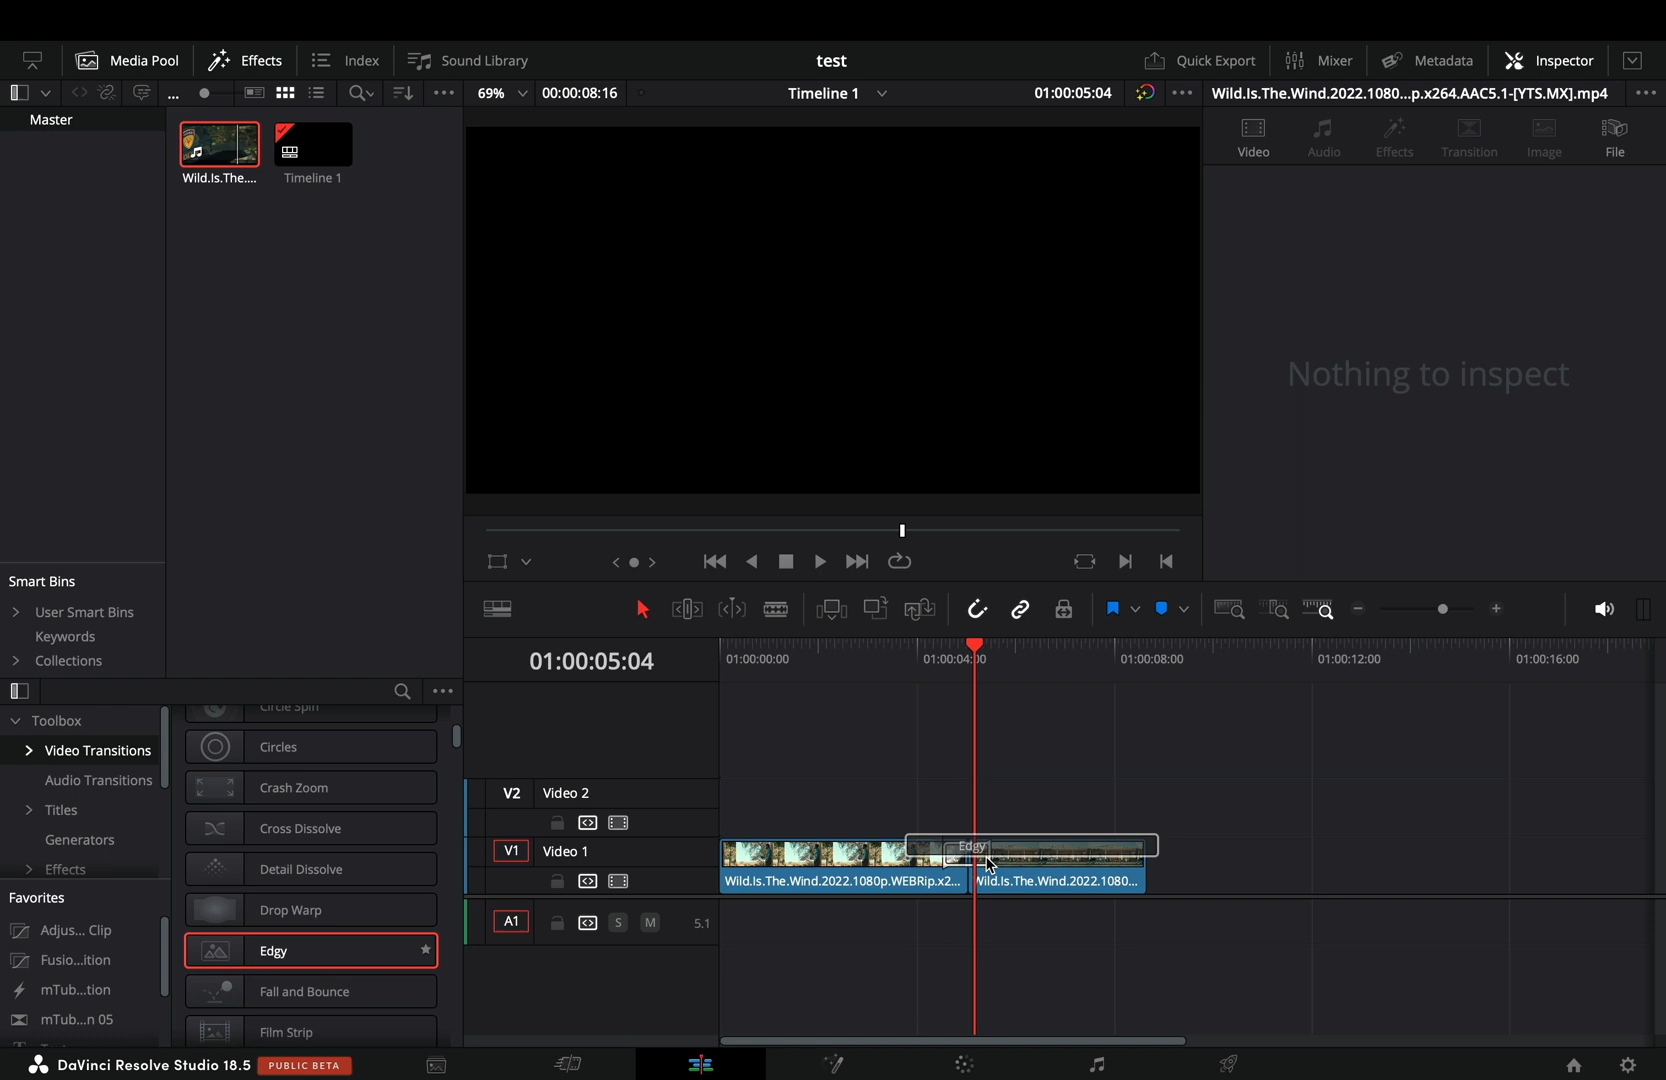 Media Pool Effects Index Sound Library test Quick Export Mixer Metadata Inspector
69% 00:00:08:16 Timeline 1 01:00:05:04 Wild.Is.The.Wind.2022.1080...p.x264.AAC5.1-[YTS.MX].mp4
Master
Video Audio Effects Transition Image File
Wild.Is.The.... Timeline 1
Nothing to inspect
Smart Bins
User Smart Bins
Keywords
Collections
01:00:05:04 01:00:00:00 01:00:04:00 01:00:08:00 01:00:12:00 01:00:16:00
Toolbox
Video Transitions
Audio Transitions
Titles
Generators
Effects
Circle Spin
Circles
Crash Zoom
Cross Dissolve
Detail Dissolve
Drop Warp
Edgy
Fall and Bounce
Film Strip
V2 Video 2
V1 Video 1
Edgy
Wild.Is.The.Wind.2022.1080p.WEBRip.x2... Wild.Is.The.Wind.2022.1080...
A1 S M 5.1
Favorites
Adjus... Clip
Fusio...ition
mTub...tion
mTub...n 05
DaVinci Resolve Studio 18.5 PUBLIC BETA